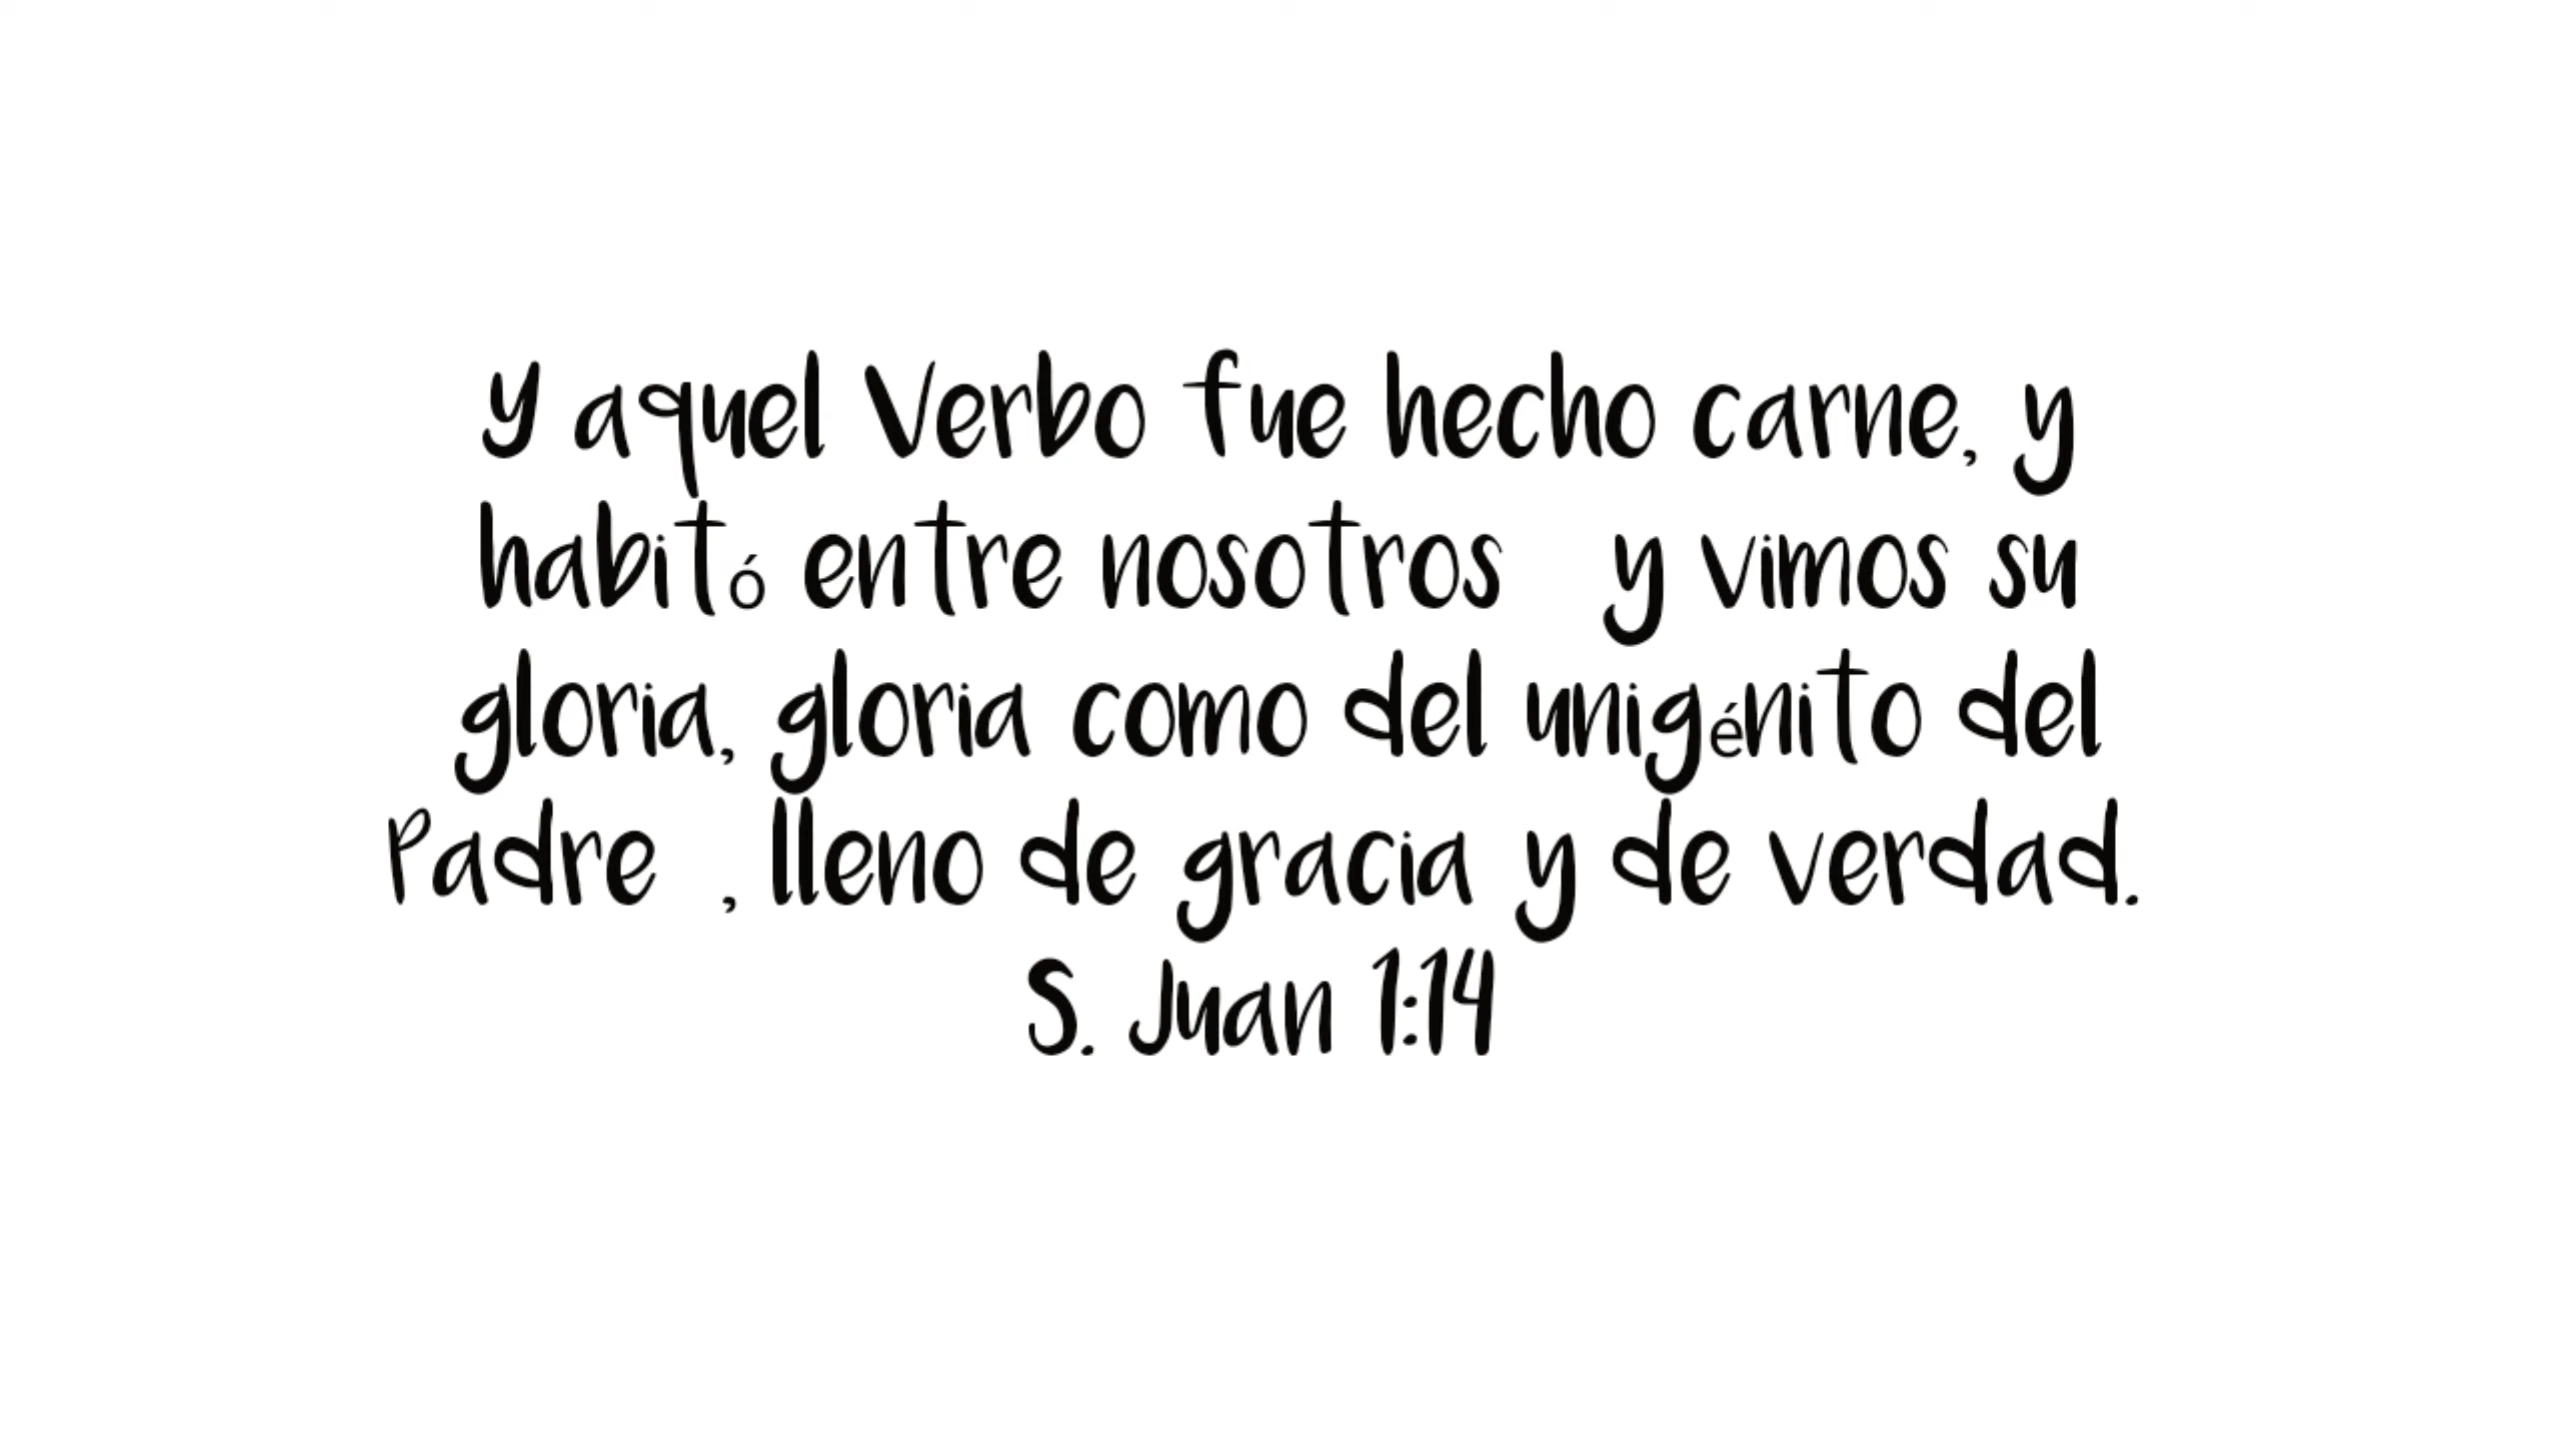 Y aquel Verbo fue hecho carne, y
habitó entre nosotros y vimos su
gloria, gloria como del unigénito del
Padre , lleno de gracia y de verdad.
S. Juan 1:14